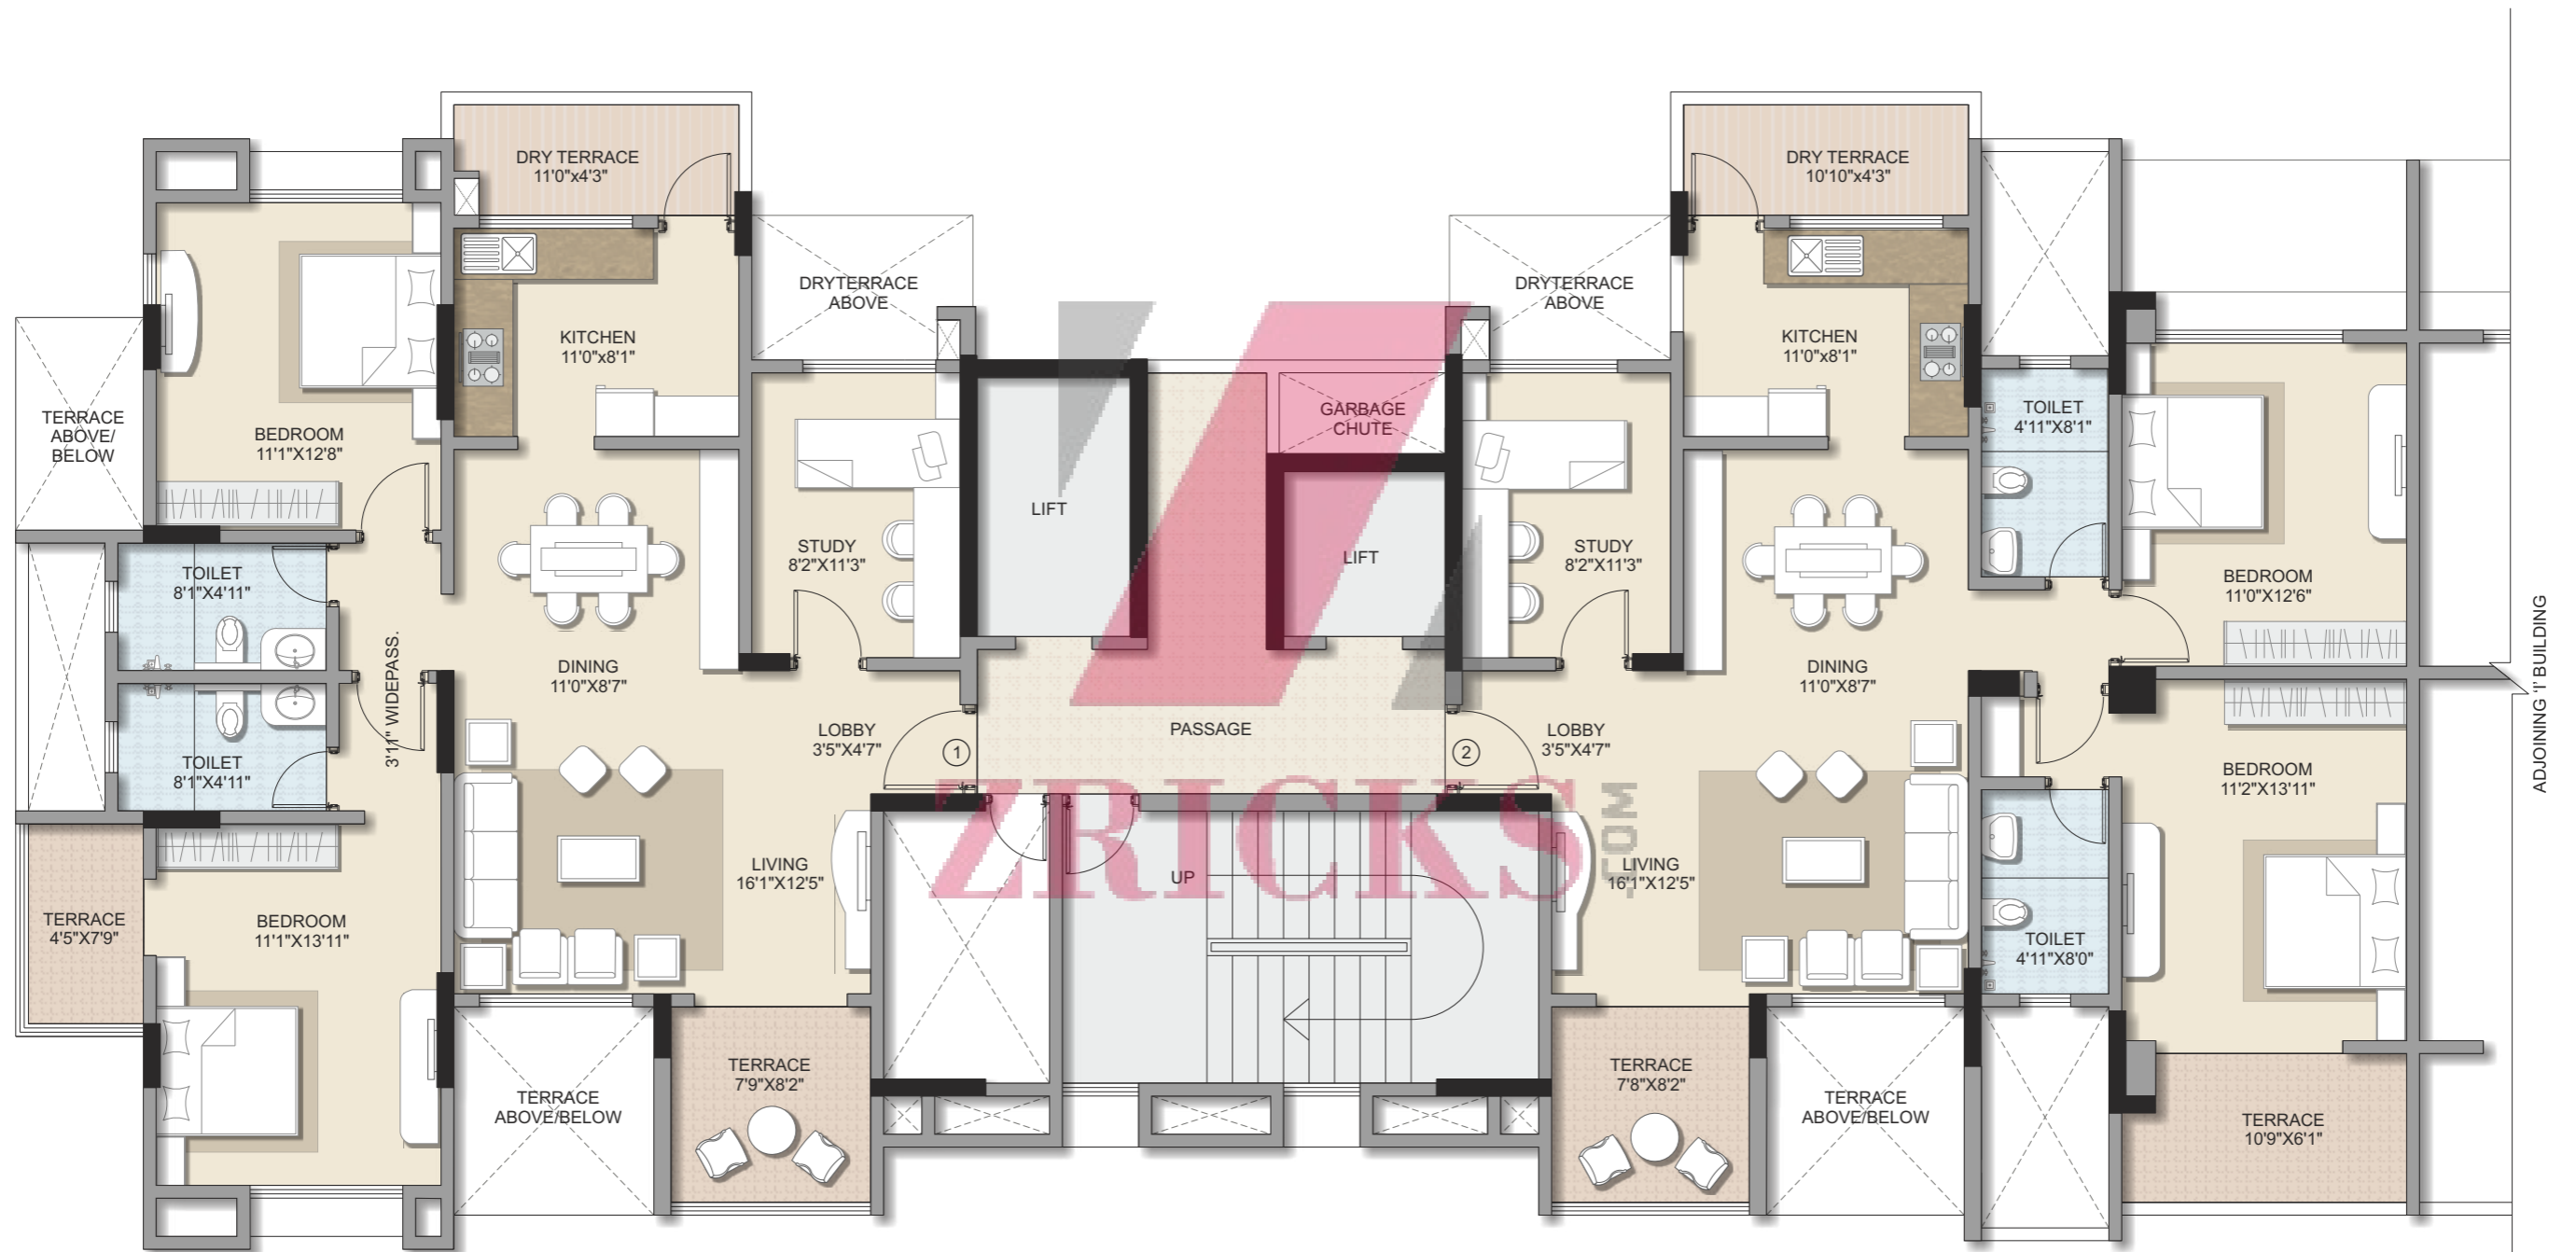 DRY TERRACE
11'0"x4'3"
DRY TERRACE
10'10"x4'3"
DRYTERRACE
ABOVE
DRYTERRACE
ABOVE
KITCHEN
11'0"x8'1"
KITCHEN
11'0"x8'1"
TERRACE
ABOVE/
BELOW
BEDROOM
11'1"X12'8"
GARBAGE
CHUTE
TOILET
4'11"X8'1"
LIFT
LIFT
STUDY
8'2"X11'3"
STUDY
8'2"X11'3"
TOILET
8'1"X4'11"
BEDROOM
11'0"X12'6"
3'11" WIDEPASS.
DINING
11'0"X8'7"
DINING
11'0"X8'7"
ADJOINING 'I' BUILDING
LOBBY
3'5"X4'7"
1
PASSAGE
2
LOBBY
3'5"X4'7"
TOILET
8'1"X4'11"
BEDROOM
11'2"X13'11"
ZRICKS
.COM
LIVING
16'1"X12'5"
UP
LIVING
16'1"X12'5"
TERRACE
4'5"X7'9"
BEDROOM
11'1"X13'11"
TOILET
4'11"X8'0"
TERRACE
7'9"X8'2"
TERRACE
7'8"X8'2"
TERRACE
ABOVE/BELOW
TERRACE
ABOVE/BELOW
TERRACE
10'9"X6'1"